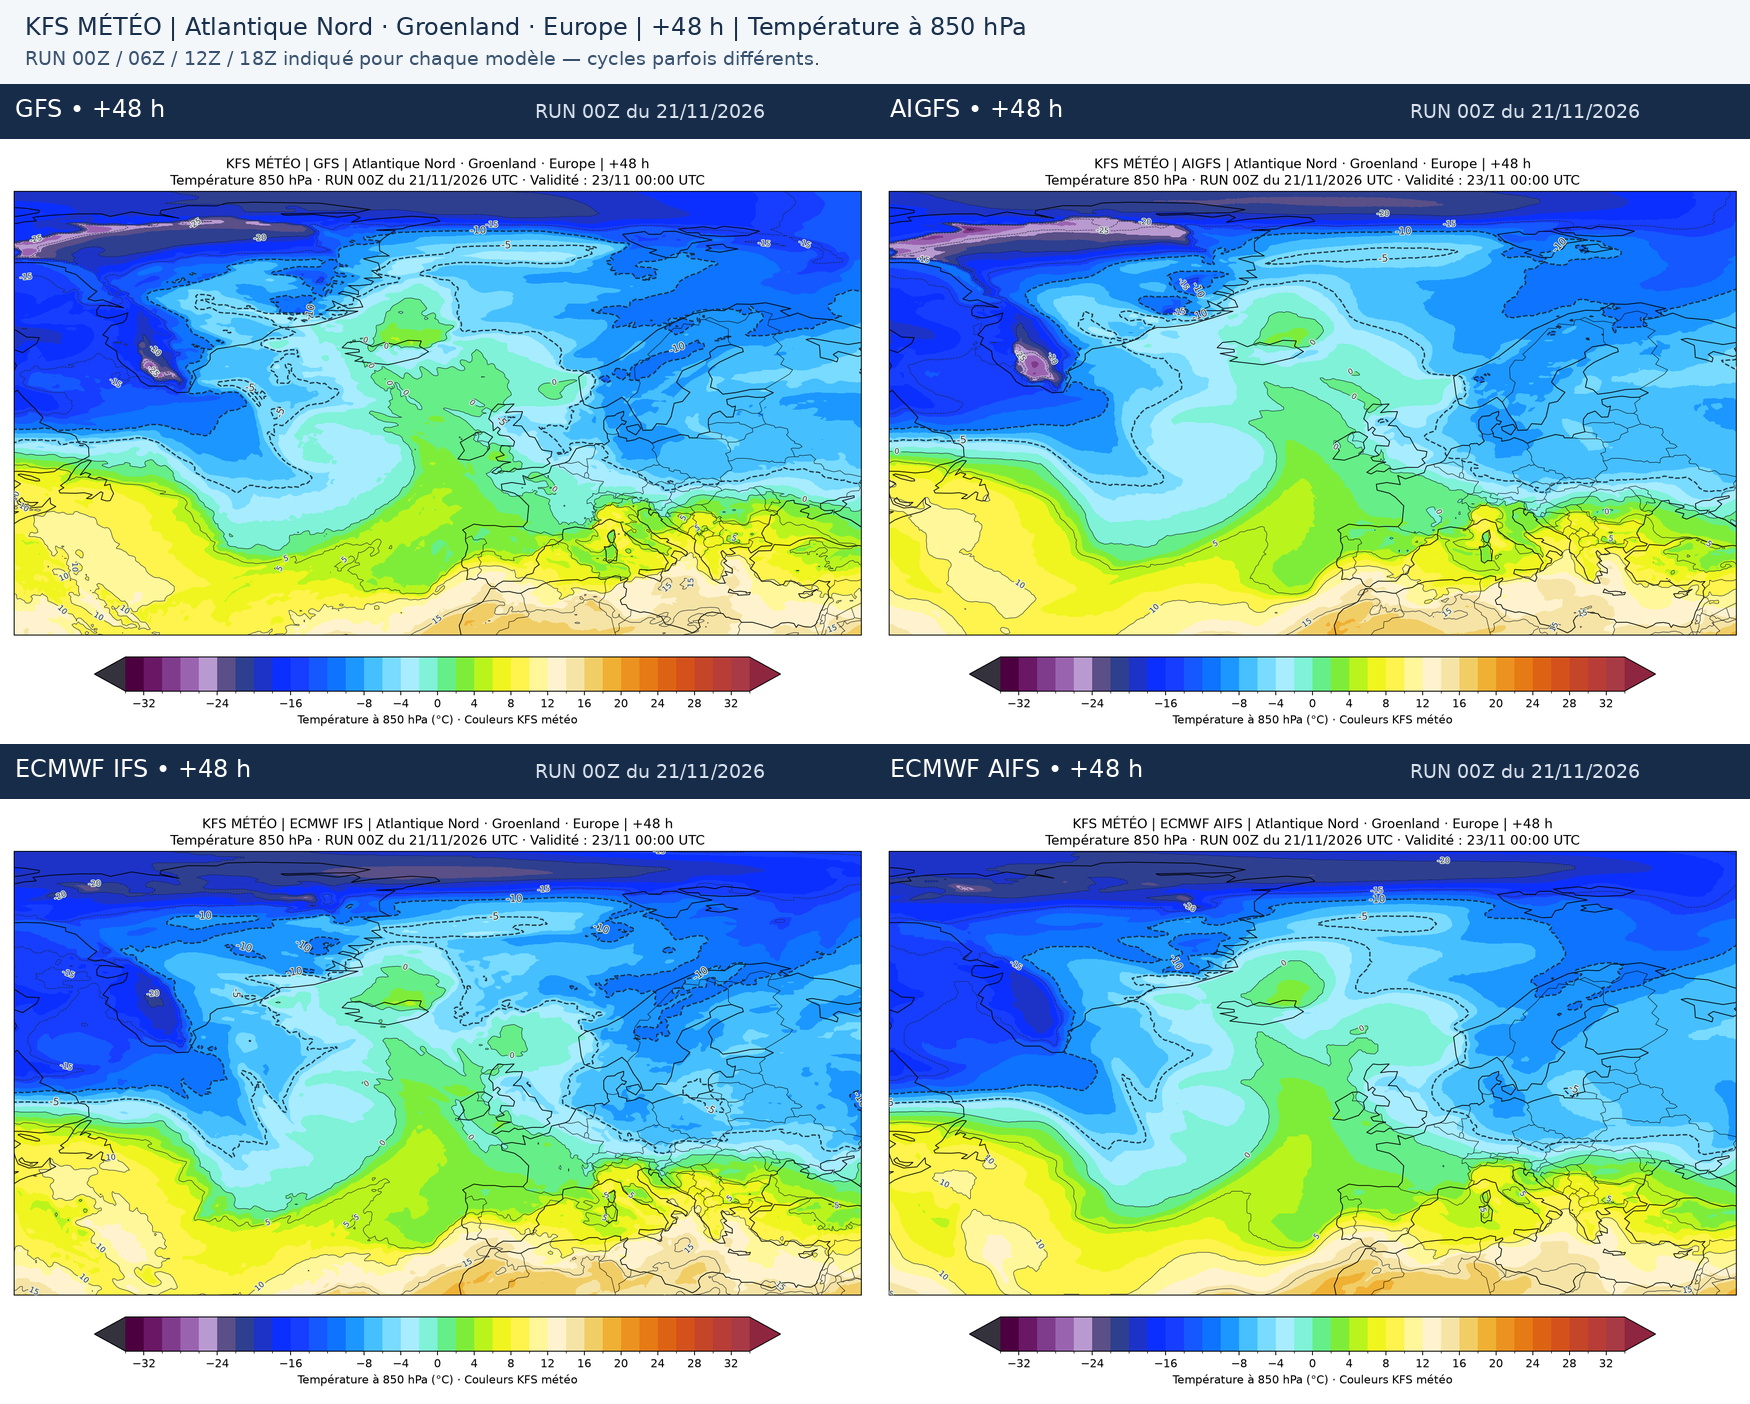 KFS MÉTÉO | Atlantique Nord · Groenland · Europe | +48 h | Température à 850 hPa
RUN 00Z / 06Z / 12Z / 18Z indiqué pour chaque modèle — cycles parfois différents.
GFS • +48 h
RUN 00Z du 21/11/2026
AIGFS • +48 h
RUN 00Z du 21/11/2026
KFS MÉTÉO | GFS | Atlantique Nord · Groenland · Europe | +48 h
Température 850 hPa · RUN 00Z du 21/11/2026 UTC · Validité : 23/11 00:00 UTC
KFS MÉTÉO | AIGFS | Atlantique Nord · Groenland · Europe | +48 h
Température 850 hPa · RUN 00Z du 21/11/2026 UTC · Validité : 23/11 00:00 UTC
−32 −24 −16 −8 −4 0 4 8 12 16 20 24 28 32
Température à 850 hPa (°C) · Couleurs KFS météo
−32 −24 −16 −8 −4 0 4 8 12 16 20 24 28 32
Température à 850 hPa (°C) · Couleurs KFS météo
ECMWF IFS • +48 h
RUN 00Z du 21/11/2026
ECMWF AIFS • +48 h
RUN 00Z du 21/11/2026
KFS MÉTÉO | ECMWF IFS | Atlantique Nord · Groenland · Europe | +48 h
Température 850 hPa · RUN 00Z du 21/11/2026 UTC · Validité : 23/11 00:00 UTC
KFS MÉTÉO | ECMWF AIFS | Atlantique Nord · Groenland · Europe | +48 h
Température 850 hPa · RUN 00Z du 21/11/2026 UTC · Validité : 23/11 00:00 UTC
−32 −24 −16 −8 −4 0 4 8 12 16 20 24 28 32
Température à 850 hPa (°C) · Couleurs KFS météo
−32 −24 −16 −8 −4 0 4 8 12 16 20 24 28 32
Température à 850 hPa (°C) · Couleurs KFS météo